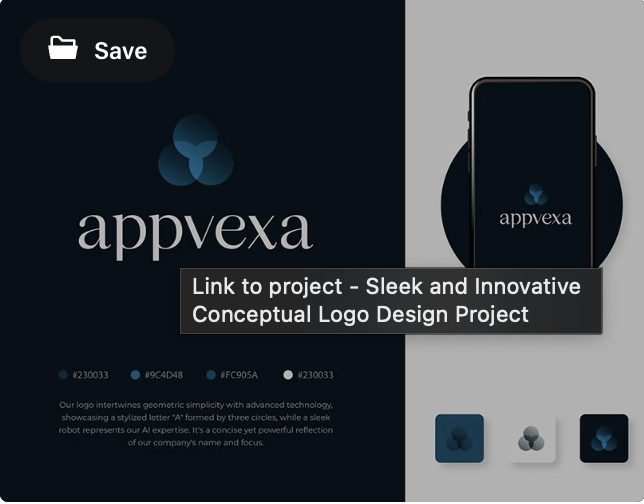 Save
appvexa
appvexa
Link to project - Sleek and Innovative
Conceptual Logo Design Project
#230033
#9C4D48
#FC905A
#230033
Our logo intertwines geometric simplicity with advanced technology,
showcasing a stylized letter "A" formed by three circles, while a sleek
robot represents our AI expertise. It's a concise yet powerful reflection
of our company's name and focus.